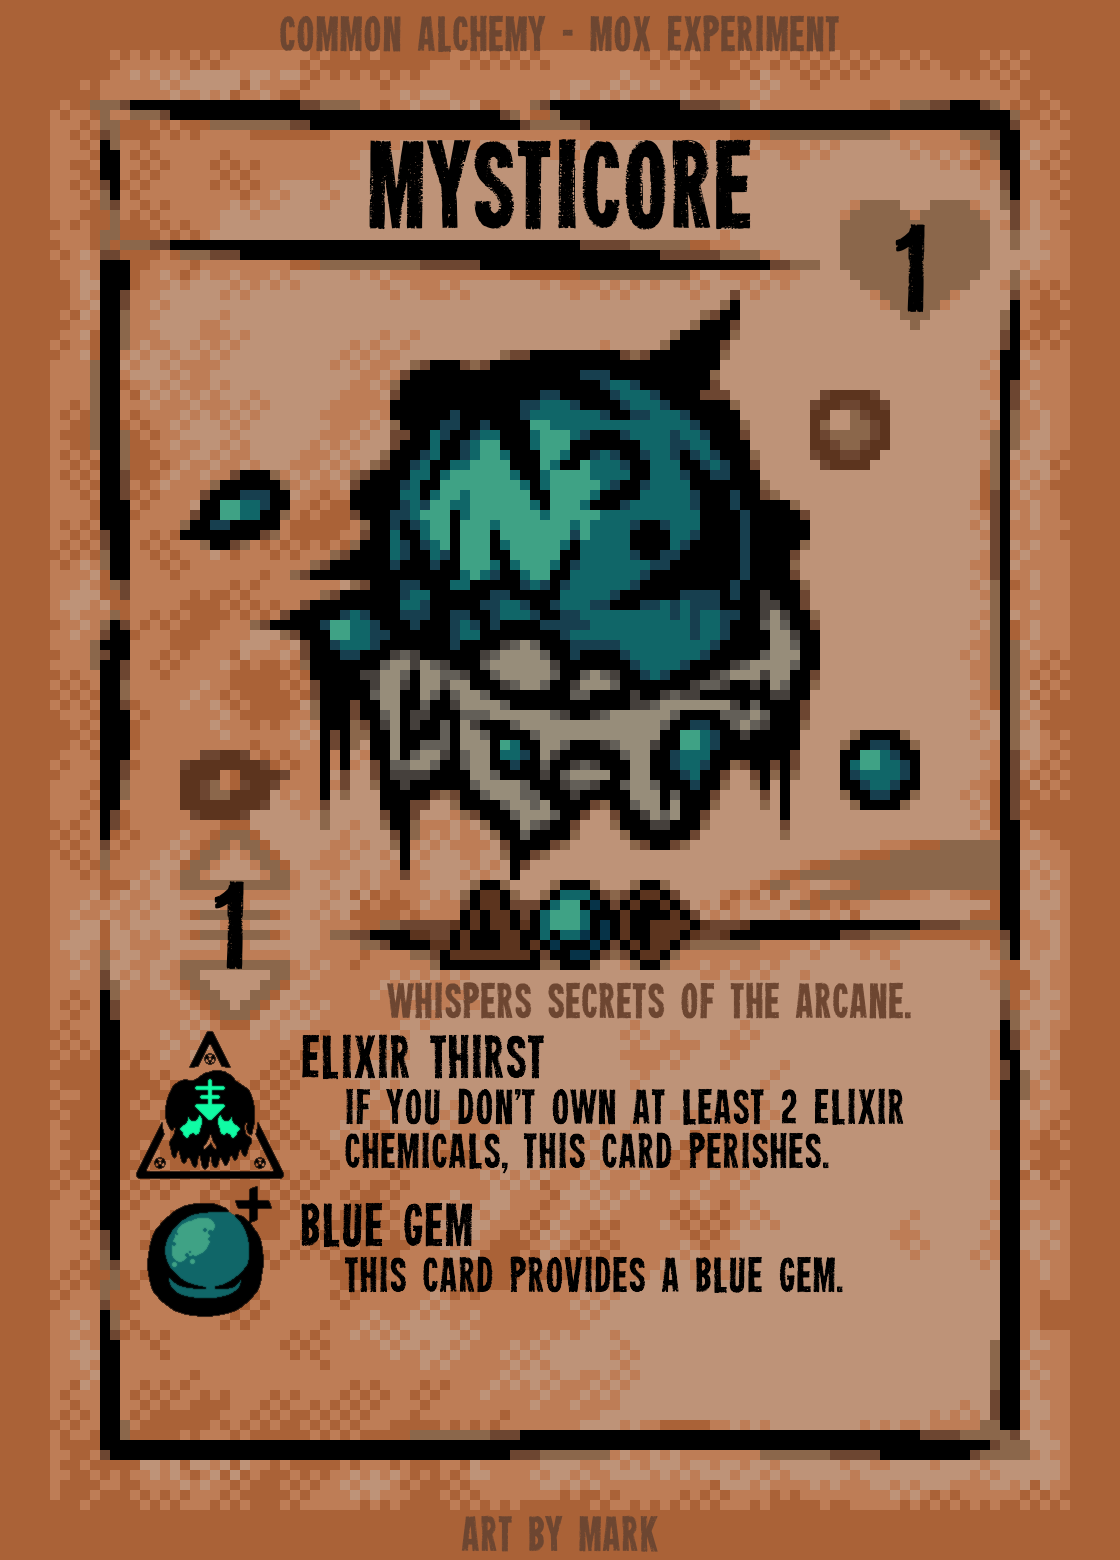 COMMON ALCHEMY - MOX EXPERIMENT
MYSTICORE
1
1
WHISPERS SECRETS OF THE ARCANE.
ELIXIR THIRST
IF YOU DON'T OWN AT LEAST 2 ELIXIR
CHEMICALS, THIS CARD PERISHES.
BLUE GEM
THIS CARD PROVIDES A BLUE GEM.
ART BY MARK